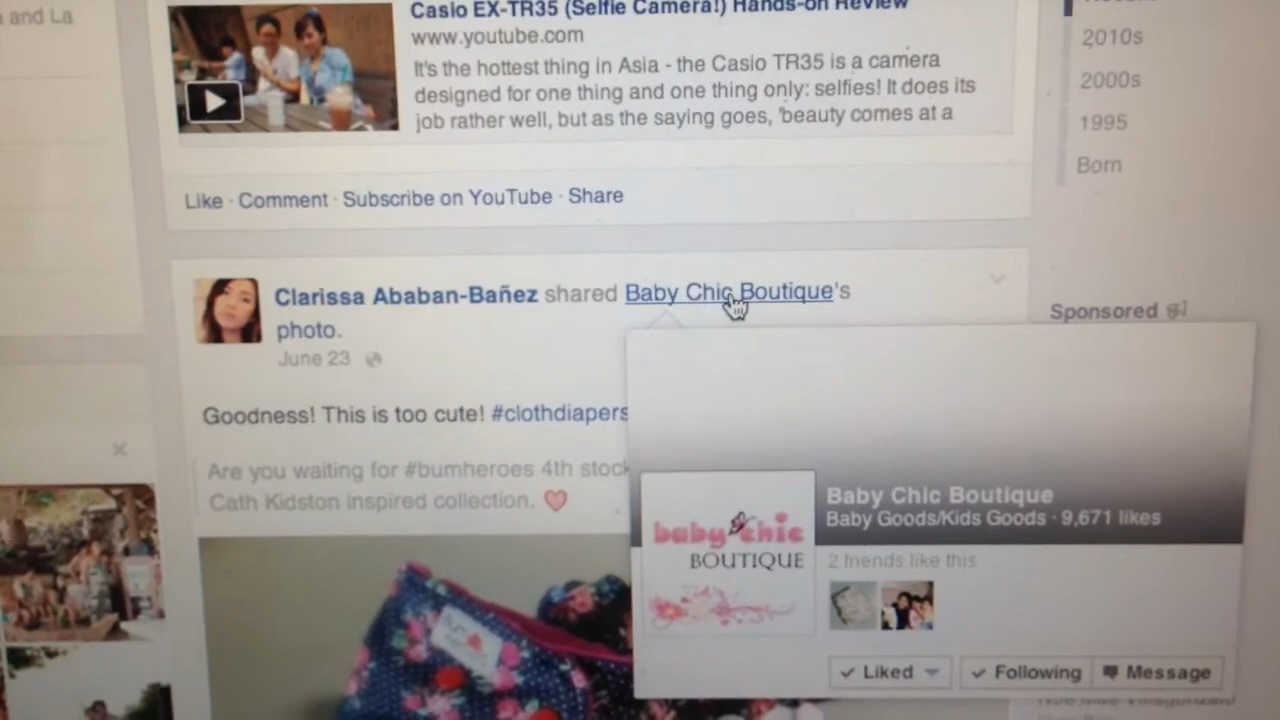 and La
Casio EX-TR35 (Selfie Camera!) Hands-on Review
www.youtube.com
It's the hottest thing in Asia - the Casio TR35 is a camera
designed for one thing and one thing only: selfies! It does its
job rather well, but as the saying goes, 'beauty comes at a
Like · Comment · Subscribe on YouTube · Share
2010s
2000s
1995
Born
Clarissa Ababan-Bañez shared Baby Chic Boutique's
photo.
June 23
Sponsored
Goodness! This is too cute! #clothdiapers
Are you waiting for #bumheroes 4th stock
Cath Kidston inspired collection.
Baby Chic Boutique
Baby Goods/Kids Goods · 9,671 likes
baby chic
BOUTIQUE
2 friends like this
Liked
Following
Message